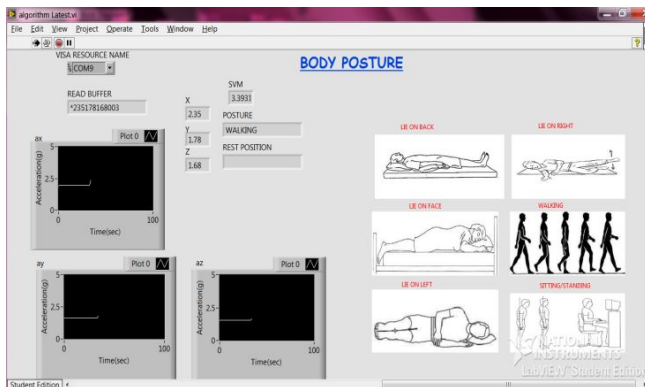 algorithm Latest.vi
File Edit View Project Operate Tools Window Help
VISA RESOURCE NAME
COM9
BODY POSTURE
READ BUFFER
*235178168003
SVM
3.3931
X
2.35
POSTURE
WALKING
Y
1.78
REST POSITION
Z
1.68
ax
Plot 0
Acceleration(g)
5
2.5
0
0
100
Time(sec)
ay
Plot 0
Acceleration(g)
5
2.5
0
0
100
Time(sec)
az
Plot 0
Acceleration(g)
5
2.5
0
0
100
Time(sec)
LIE ON BACK
LIE ON RIGHT
LIE ON FACE
WALKING
LIE ON LEFT
SITTING/STANDING
NATIONAL
INSTRUMENTS
LabVIEW Student Edition
Student Edition